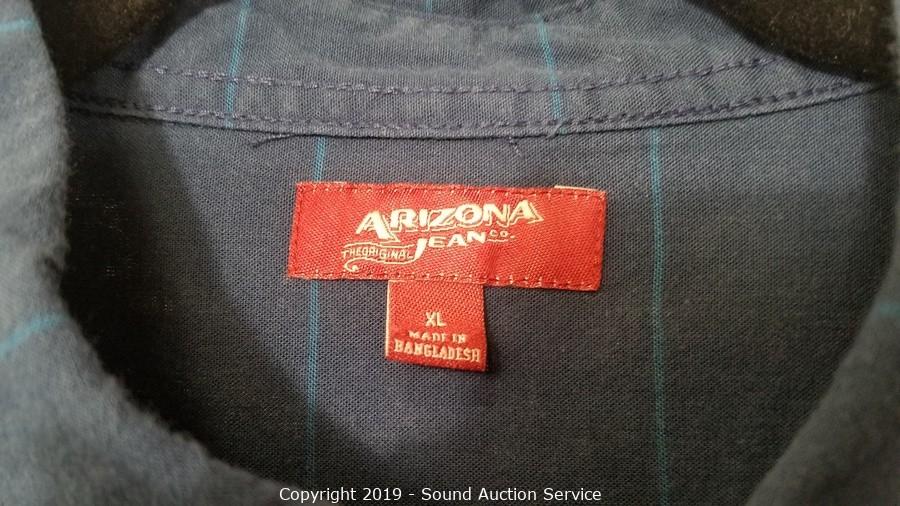 ARIZONA
JEAN CO.
THE ORIGINAL
XL
MADE IN
BANGLADESH
Copyright 2019 - Sound Auction Service